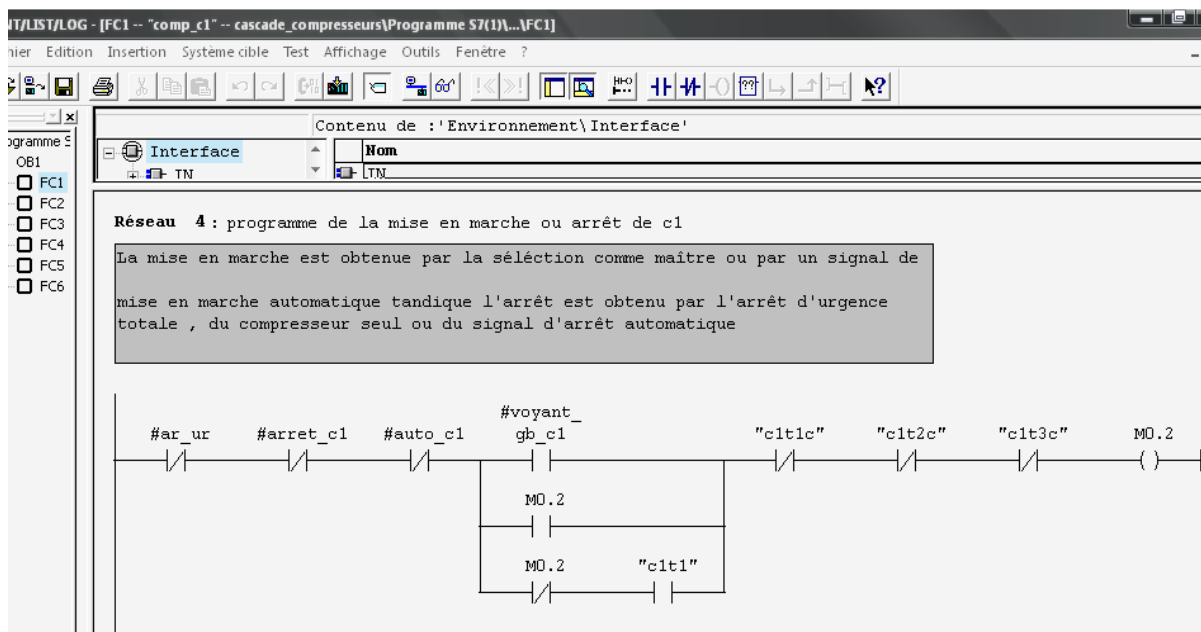 NT/LIST/LOG - [FC1 -- "comp_c1" -- cascade_compresseurs\Programme S7(1)\...\FC1]
hier Edition Insertion Système cible Test Affichage Outils Fenêtre ?
Contenu de :'Environnement\Interface'
ogramme S
Interface
Nom
OB1
IN
IN
FC1
FC2
FC3
FC4
FC5
FC6
Réseau 4 : programme de la mise en marche ou arrêt de c1
La mise en marche est obtenue par la séléction comme maître ou par un signal de
mise en marche automatique tandique l'arrêt est obtenu par l'arrêt d'urgence
totale , du compresseur seul ou du signal d'arrêt automatique
#voyant_
#ar_ur #arret_c1 #auto_c1 gb_c1 "c1t1c" "c1t2c" "c1t3c" M0.2
M0.2
M0.2 "c1t1"